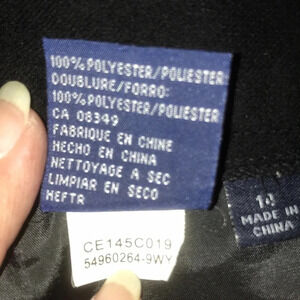 100% POLYESTER/POLIESTER
DOUBLURE/FORRO:
100% POLYESTER/POLIESTER
CA 08349
FABRIQUE EN CHINE
HECHO EN CHINA
NETTOYAGE A SEC
LIMPIAR EN SECO
HEFTR
CE145C019
54960264-9WY
14
MADE IN
CHINA